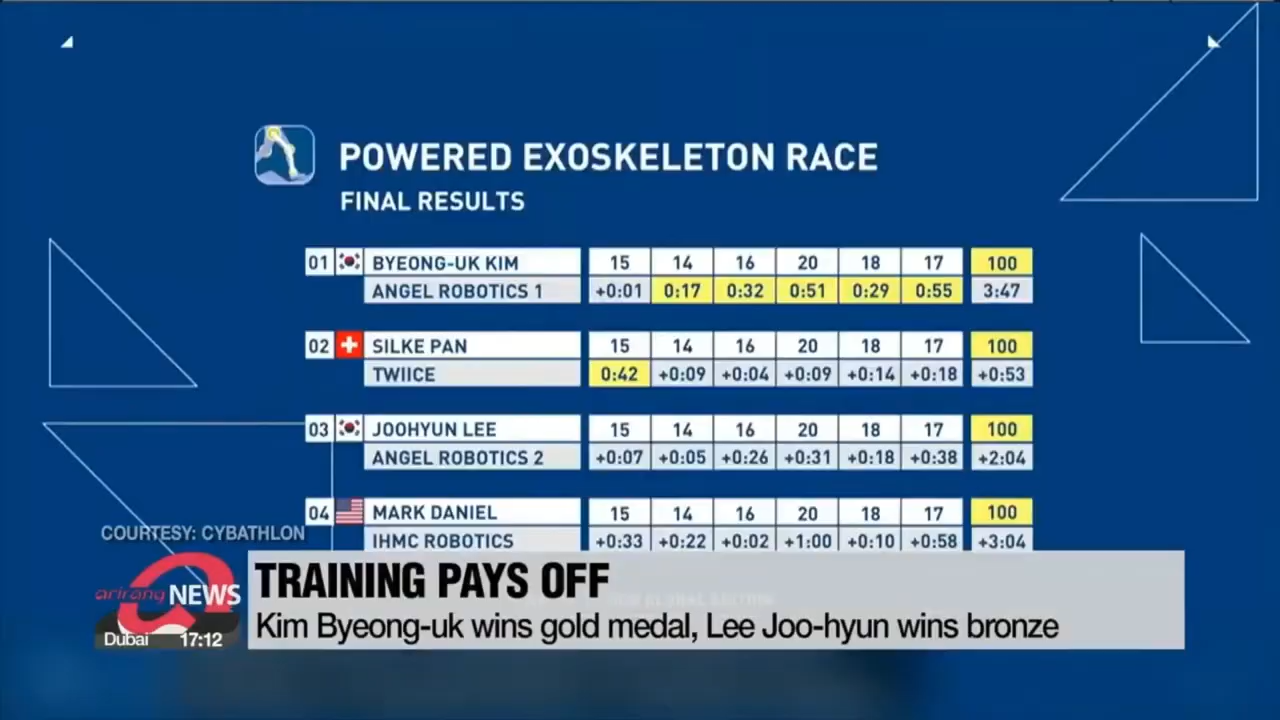 POWERED EXOSKELETON RACE
FINAL RESULTS
01 BYEONG-UK KIM 15 14 16 20 18 17 100
ANGEL ROBOTICS 1 +0:01 0:17 0:32 0:51 0:29 0:55 3:47
02 SILKE PAN 15 14 16 20 18 17 100
TWIICE 0:42 +0:09 +0:04 +0:09 +0:14 +0:18 +0:53
03 JOOHYUN LEE 15 14 16 20 18 17 100
ANGEL ROBOTICS 2 +0:07 +0:05 +0:26 +0:31 +0:18 +0:38 +2:04
04 MARK DANIEL 15 14 16 20 18 17 100
IHMC ROBOTICS +0:33 +0:22 +0:02 +1:00 +0:10 +0:58 +3:04
COURTESY: CYBATHLON
arirang NEWS
Dubai 17:12
TRAINING PAYS OFF
Kim Byeong-uk wins gold medal, Lee Joo-hyun wins bronze